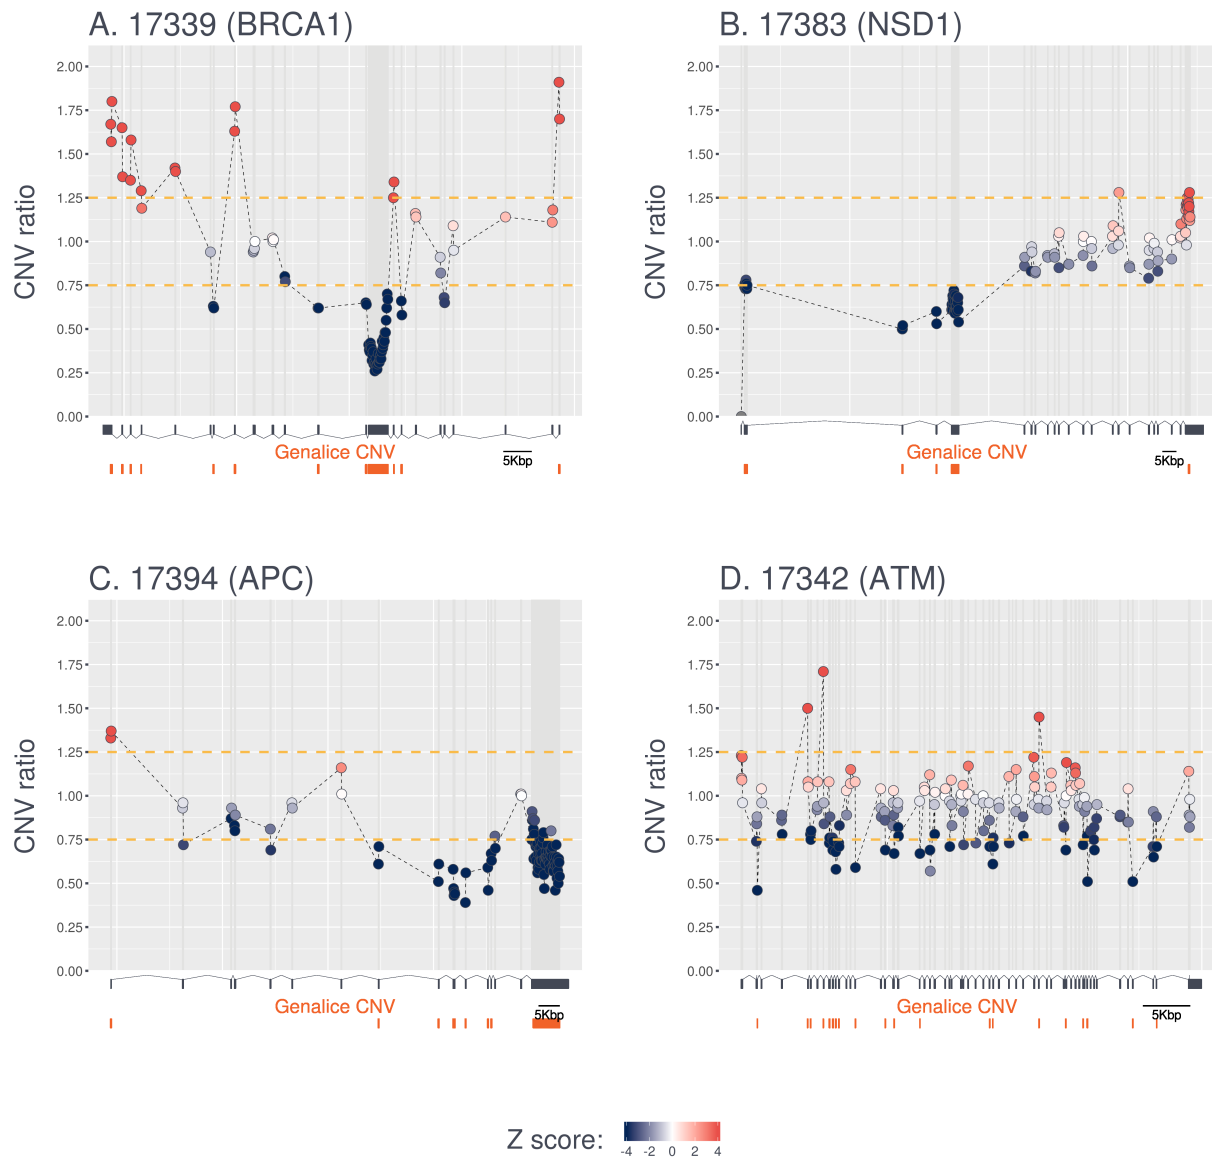 A. 17339 (BRCA1)
CNV ratio
2.00
1.75
1.50
1.25
1.00
0.75
0.50
0.25
0.00
Genalice CNV
5Kbp
B. 17383 (NSD1)
CNV ratio
2.00
1.75
1.50
1.25
1.00
0.75
0.50
0.25
0.00
Genalice CNV
5Kbp
C. 17394 (APC)
CNV ratio
2.00
1.75
1.50
1.25
1.00
0.75
0.50
0.25
0.00
Genalice CNV
5Kbp
D. 17342 (ATM)
CNV ratio
2.00
1.75
1.50
1.25
1.00
0.75
0.50
0.25
0.00
Genalice CNV
5Kbp
Z score:
-4 -2 0 2 4